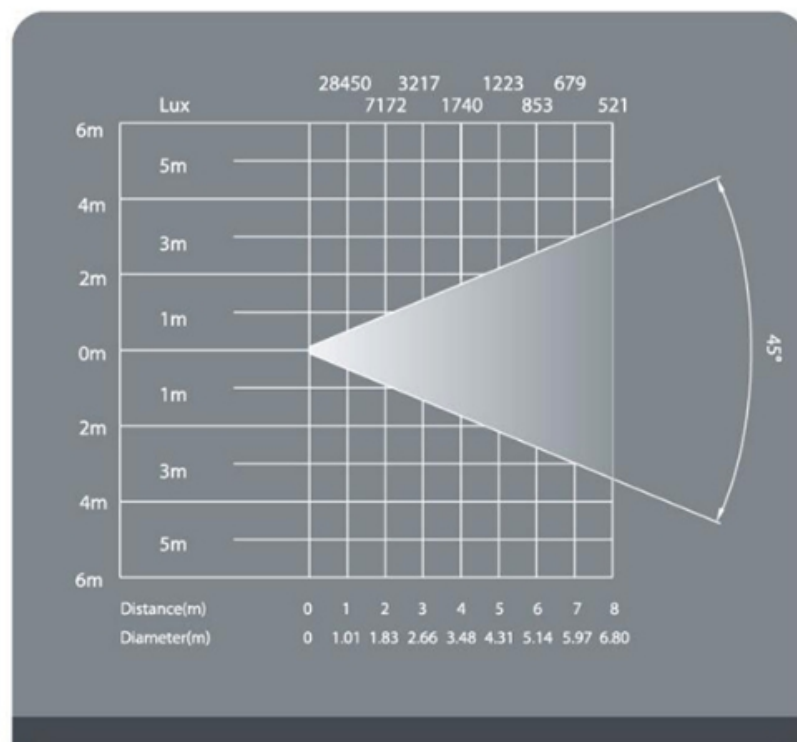 28450 3217 1223 679
Lux 7172 1740 853 521
6m
5m
4m
3m
2m
1m
0m
1m
2m
3m
4m
5m
6m
45°
Distance(m) 0 1 2 3 4 5 6 7 8
Diameter(m) 0 1.01 1.83 2.66 3.48 4.31 5.14 5.97 6.80